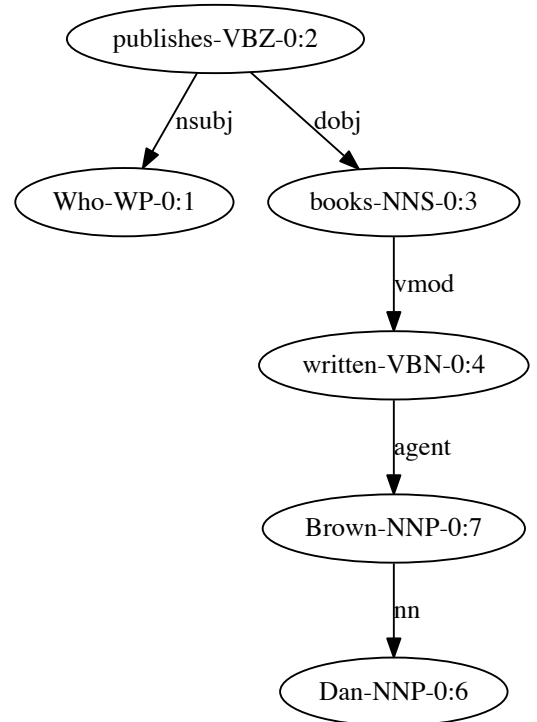 publishes-VBZ-0:2
nsubj
dobj
Who-WP-0:1
books-NNS-0:3
vmod
written-VBN-0:4
agent
Brown-NNP-0:7
nn
Dan-NNP-0:6